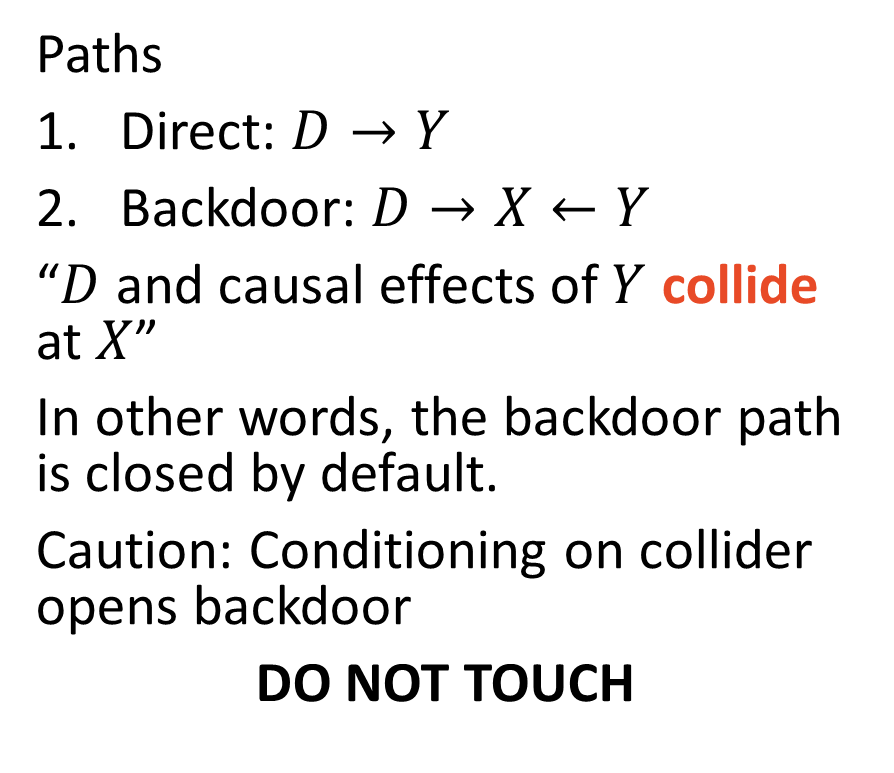 Paths
1. Direct: D → Y
2. Backdoor: D → X ← Y
“D and causal effects of Y collide
at X”
In other words, the backdoor path
is closed by default.
Caution: Conditioning on collider
opens backdoor
DO NOT TOUCH